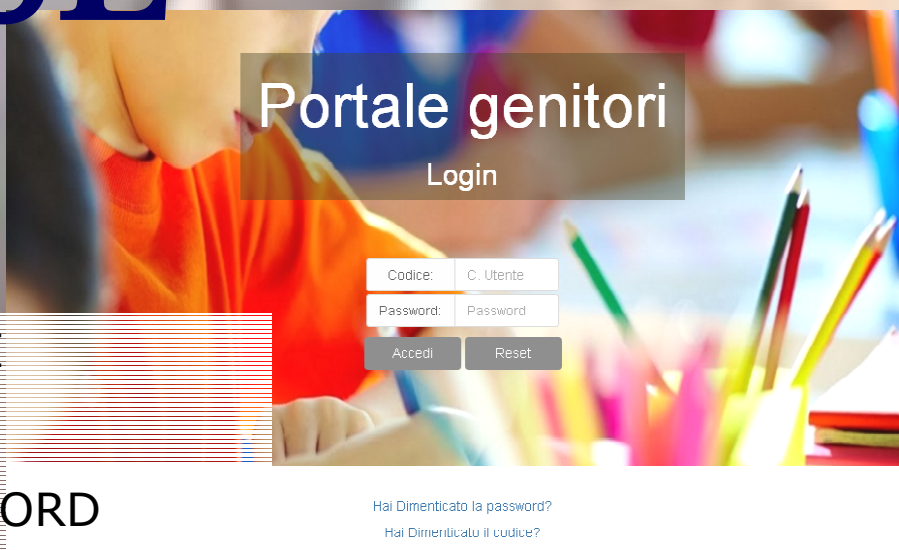 Portale genitori
Login
Codice: C. Utente
Password: Password
Accedi Reset
ORD
Hai Dimenticato la password?
Hai Dimenticato il codice?